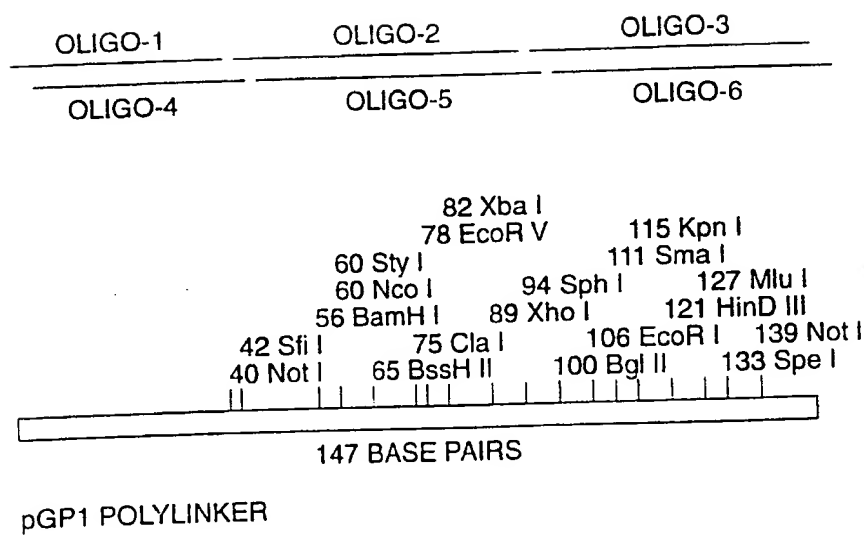 OLIGO-1 OLIGO-2 OLIGO-3
OLIGO-4 OLIGO-5 OLIGO-6
82 Xba I
78 EcoR V 115 Kpn I
60 Sty I 111 Sma I
60 Nco I 94 Sph I 127 Mlu I
56 BamH I 89 Xho I 121 HinD III
42 Sfi I 75 Cla I 106 EcoR I 139 Not I
40 Not I 65 BssH II 100 Bgl II 133 Spe I
147 BASE PAIRS
pGP1 POLYLINKER